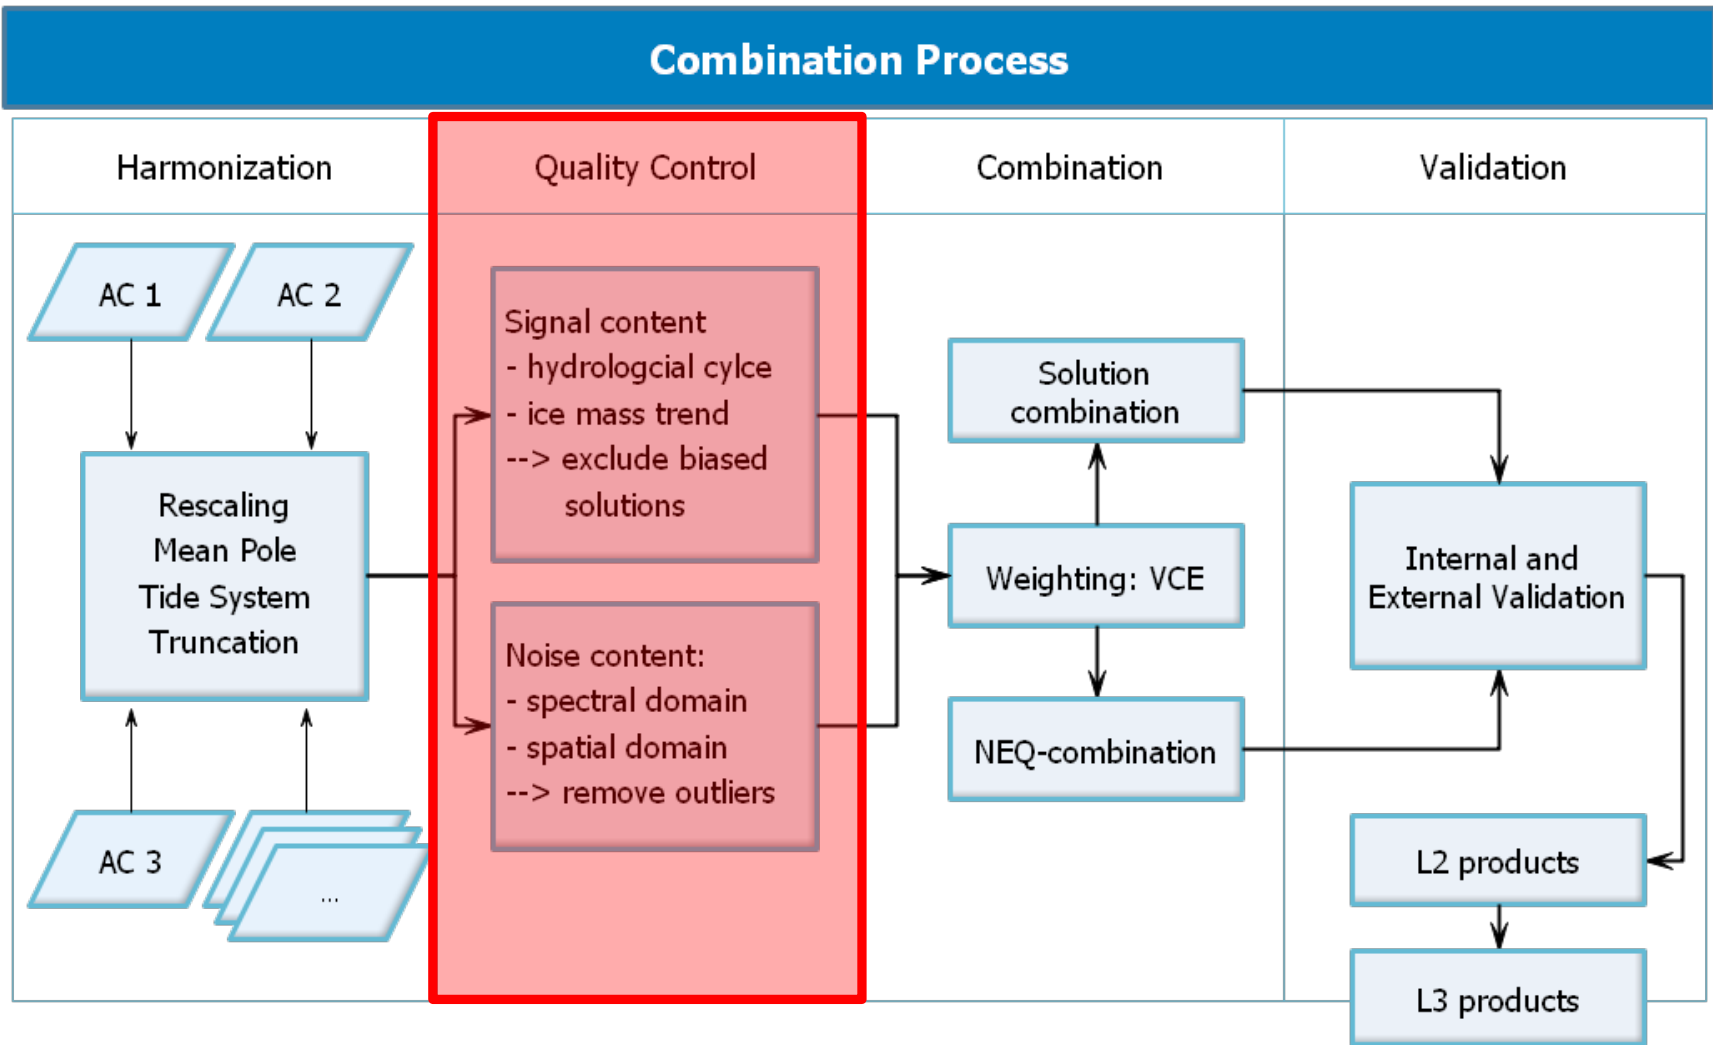 Combination Process
Harmonization
Quality Control
Combination
Validation
AC 1
AC 2
Rescaling
Mean Pole
Tide System
Truncation
AC 3
...
Signal content
- hydrologcial cylce
- ice mass trend
--> exclude biased
solutions
Noise content:
- spectral domain
- spatial domain
--> remove outliers
Solution
combination
Weighting: VCE
NEQ-combination
Internal and
External Validation
L2 products
L3 products